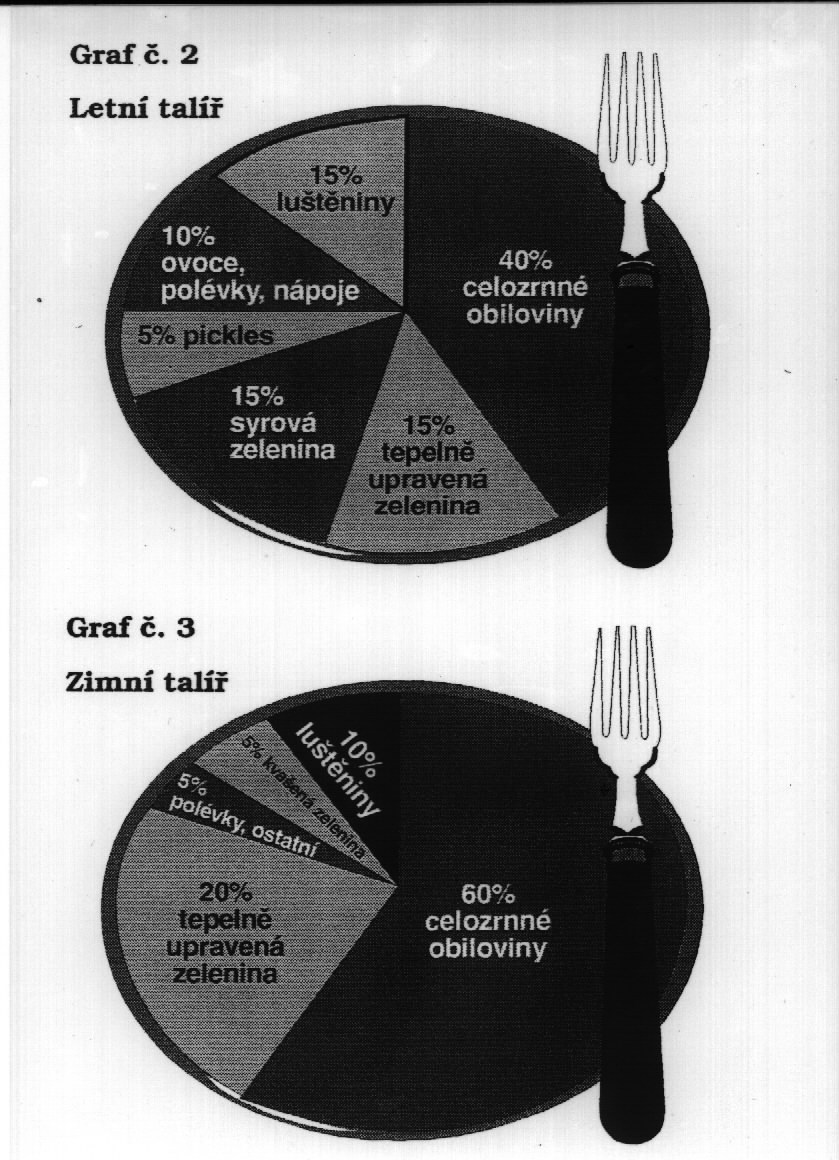 Graf č. 2
Letní talíř
15%
luštěniny
10%
ovoce,
polévky, nápoje
40%
celozrnné
obiloviny
5% pickles
15%
syrová
zelenina
15%
tepelně
upravená
zelenina
Graf č. 3
Zimní talíř
10%
luštěniny
5% kvašená zelenina
5%
polévky, ostatní
20%
tepelně
upravená
zelenina
60%
celozrnné
obiloviny